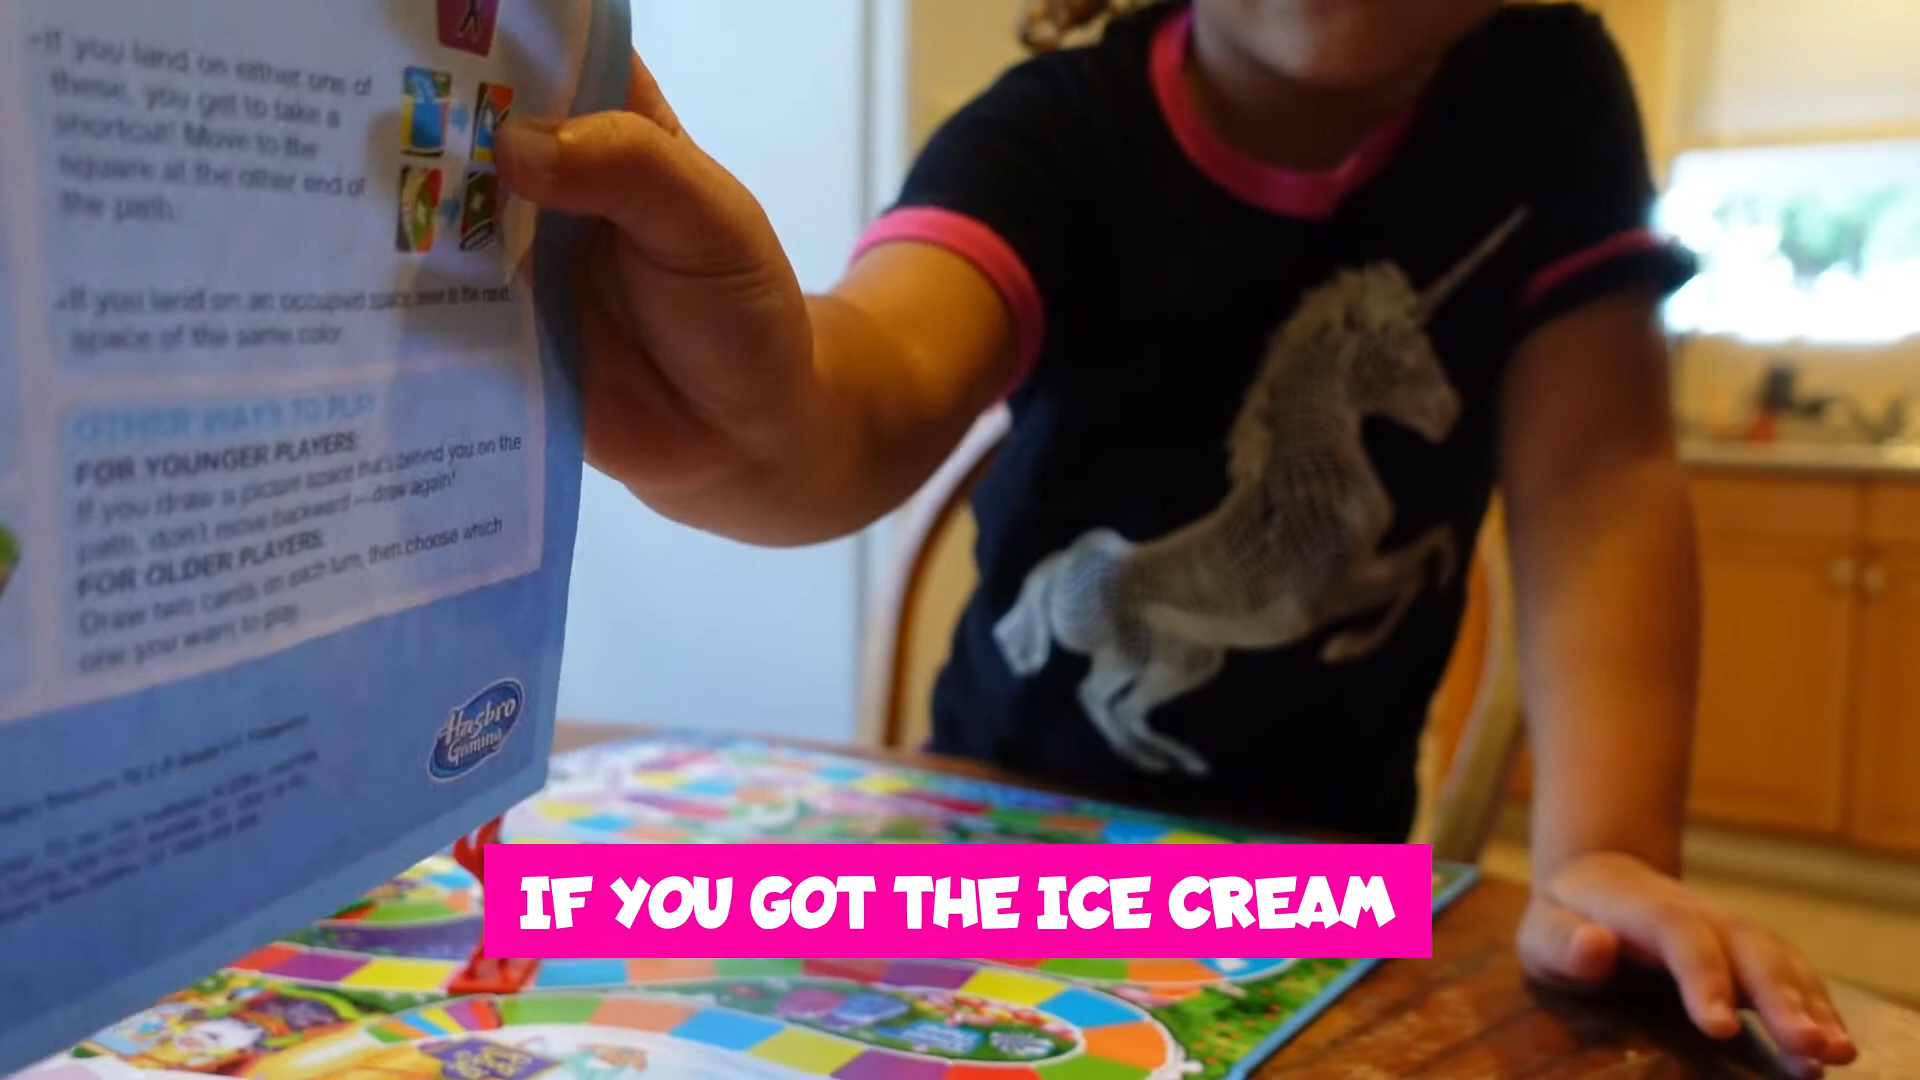 •If you land on either one of
these, you get to take a
shortcut! Move to the
square at the other end of
the path.
•If you land on an occupied space, move to the next
space of the same color.
OTHER WAYS TO PLAY
FOR YOUNGER PLAYERS:
If you draw a picture space that's behind you on the
path, don't move backward—draw again!
FOR OLDER PLAYERS:
Draw two cards on each turn, then choose which
one you want to play.
Hasbro
Gaming
IF YOU GOT THE ICE CREAM